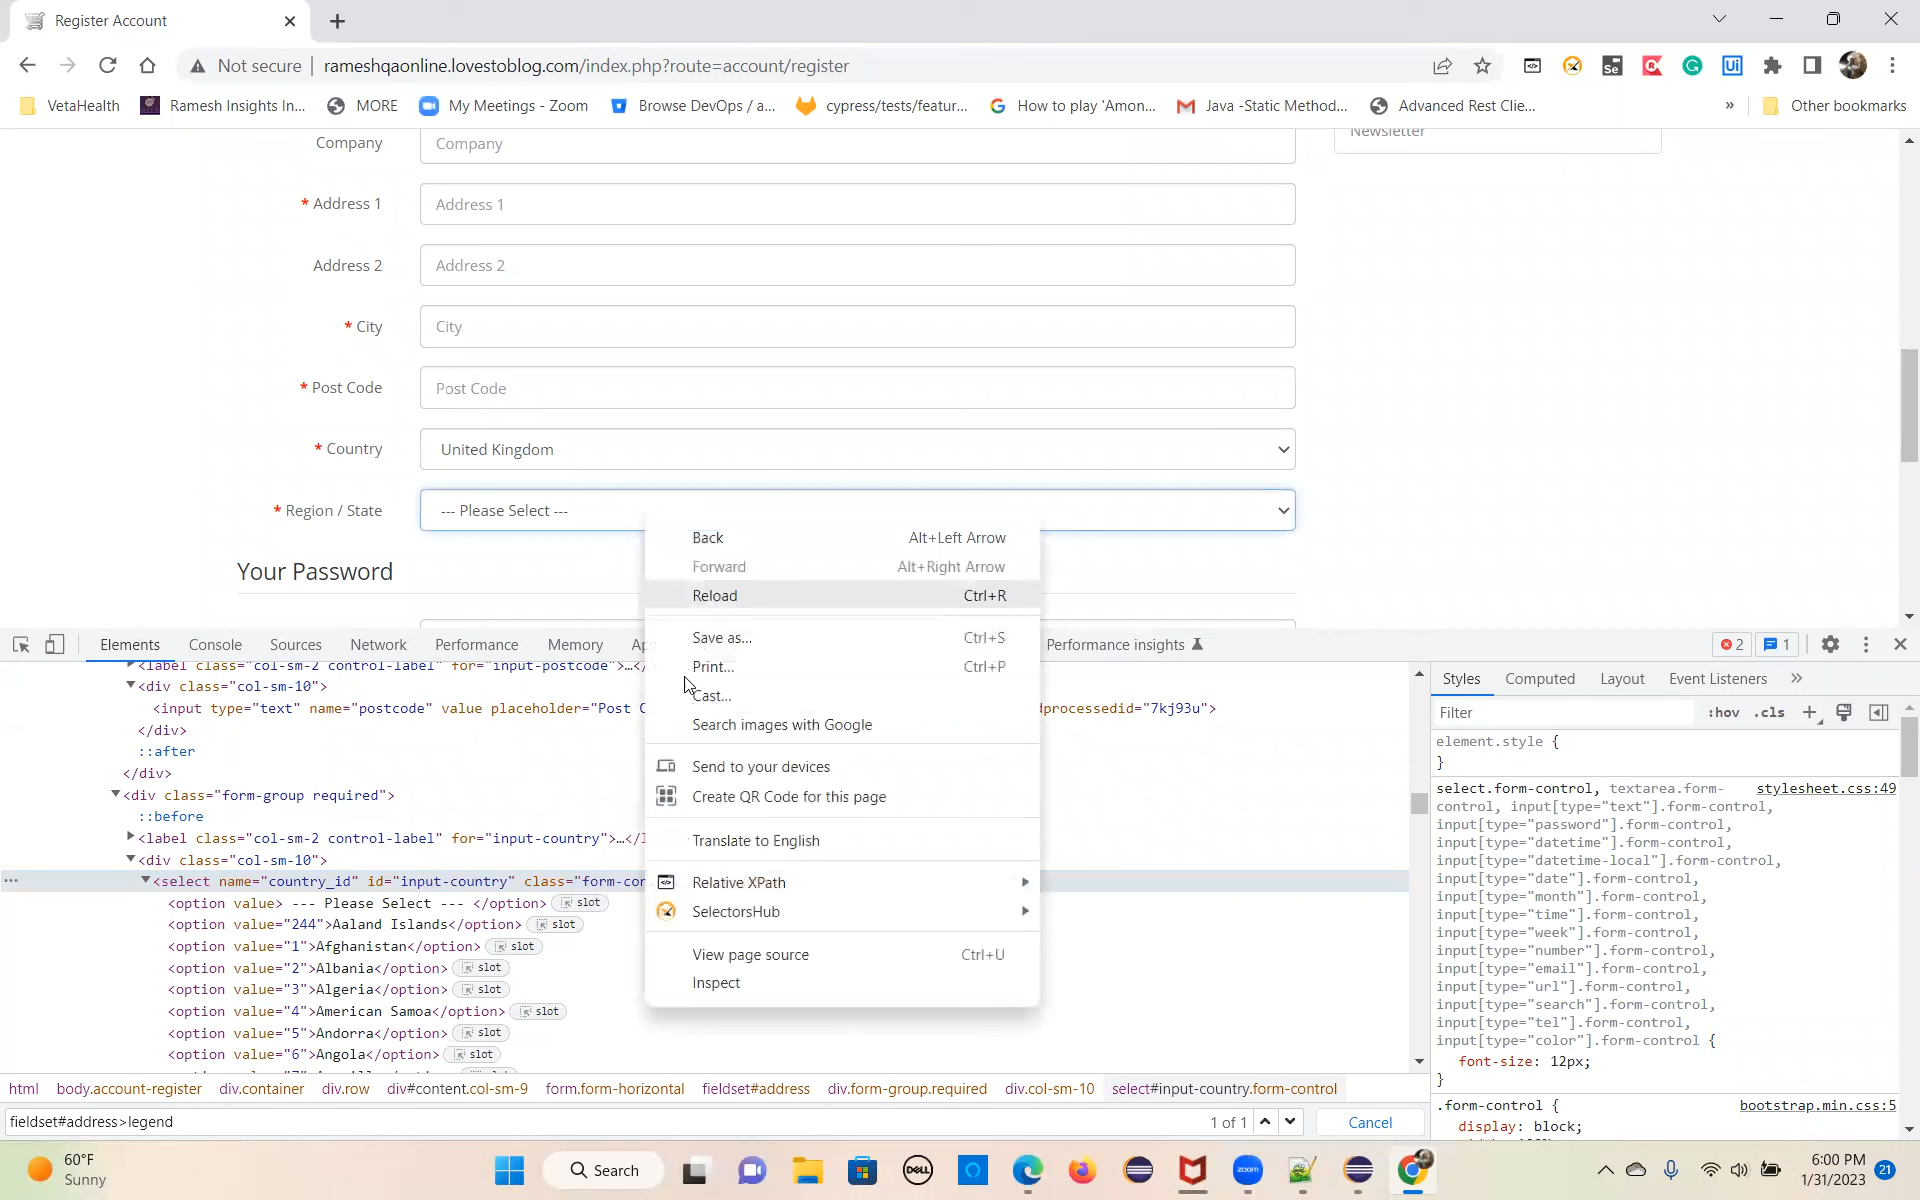 Register Account
Not secure
rameshqaonline.lovestoblog.com/index.php?route=account/register
VetaHealth
Ramesh Insights In...
MORE
My Meetings - Zoom
Browse DevOps / a...
cypress/tests/featur...
How to play 'Amon...
Java -Static Method...
Advanced Rest Clie...
»
Other bookmarks
Company
Company
Newsletter
* Address 1
Address 1
Address 2
Address 2
* City
City
* Post Code
Post Code
* Country
United Kingdom
* Region / State
--- Please Select ---
Your Password
Back Alt+Left Arrow
Forward Alt+Right Arrow
Reload Ctrl+R
Save as... Ctrl+S
Print... Ctrl+P
Cast...
Search images with Google
Send to your devices
Create QR Code for this page
Translate to English
Relative XPath
SelectorsHub
View page source Ctrl+U
Inspect
Elements Console Sources Network Performance Memory Performance insights 2 1
<label class="col-sm-2 control-label" for="input-postcode">…</
<div class="col-sm-10">
<input type="text" name="postcode" value placeholder="Post C dprocessedid="7kj93u">
</div>
::after
</div>
<div class="form-group required">
::before
<label class="col-sm-2 control-label" for="input-country">…</l
<div class="col-sm-10">
<select name="country_id" id="input-country" class="form-con
<option value> --- Please Select --- </option> slot
<option value="244">Aaland Islands</option> slot
<option value="1">Afghanistan</option> slot
<option value="2">Albania</option> slot
<option value="3">Algeria</option> slot
<option value="4">American Samoa</option> slot
<option value="5">Andorra</option> slot
<option value="6">Angola</option> slot
html body.account-register div.container div.row div#content.col-sm-9 form.form-horizontal fieldset#address div.form-group.required div.col-sm-10 select#input-country.form-control
fieldset#address>legend
1 of 1
Cancel
Styles Computed Layout Event Listeners »
Filter
:hov .cls
element.style {
}
select.form-control, textarea.form- stylesheet.css:49
control, input[type="text"].form-control,
input[type="password"].form-control,
input[type="datetime"].form-control,
input[type="datetime-local"].form-control,
input[type="date"].form-control,
input[type="month"].form-control,
input[type="time"].form-control,
input[type="week"].form-control,
input[type="number"].form-control,
input[type="email"].form-control,
input[type="url"].form-control,
input[type="search"].form-control,
input[type="tel"].form-control,
input[type="color"].form-control {
font-size: 12px;
}
.form-control { bootstrap.min.css:5
display: block;
60°F
Sunny
Search
DELL
zoom
6:00 PM
1/31/2023
21